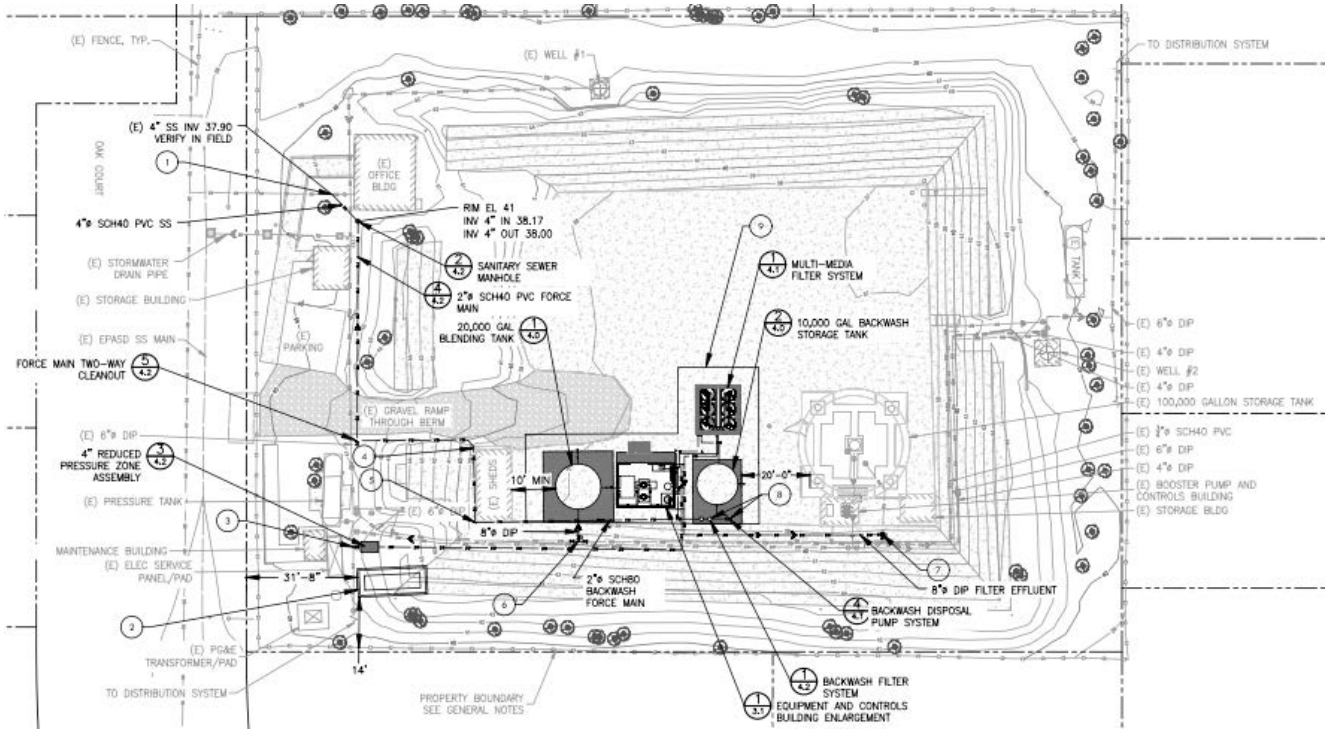 (E) FENCE, TYP.
(E) WELL #1
TO DISTRIBUTION SYSTEM
(E) 4" SS INV 37.90
VERIFY IN FIELD
1
OAK COURT
(E)
OFFICE
BLDG
4"ø SCH40 PVC SS
RIM EL 41
INV 4" IN 38.17
INV 4" OUT 38.00
(E) STORMWATER
DRAIN PIPE
2
4.2
SANITARY SEWER
MANHOLE
9
1
4.1
MULTI-MEDIA
FILTER SYSTEM
(E) TANK
(E) STORAGE BUILDING
4
4.2
2"ø SCH40 PVC FORCE
MAIN
(E) EPASD SS MAIN
(E)
PARKING
20,000 GAL
BLENDING TANK
1
4.0
2
4.0
10,000 GAL BACKWASH
STORAGE TANK
(E) 6"ø DIP
(E) 4"ø DIP
(E) WELL #2
(E) 4"ø DIP
(E) 100,000 GALLON STORAGE TANK
FORCE MAIN TWO-WAY
CLEANOUT
5
4.2
(E) GRAVEL RAMP
THROUGH BERM
(E) 6"ø DIP
4
4" REDUCED
PRESSURE ZONE
ASSEMBLY
3
4.2
5
(E) SHEDS
10' MIN
20'-0"
8
(E) 6"ø DIP
(E) 4"ø DIP
(E) BOOSTER PUMP AND
CONTROLS BUILDING
(E) STORAGE BLDG
(E) PRESSURE TANK
(E) 6"ø DIP
3
8"ø DIP
MAINTENANCE BUILDING
(E) ELEC SERVICE
PANEL/PAD
31'-8"
7
8"ø DIP FILTER EFFLUENT
2"ø SCH80
BACKWASH
FORCE MAIN
6
2
4
4.1
BACKWASH DISPOSAL
PUMP SYSTEM
(E) PG&E
TRANSFORMER/PAD
14'
TO DISTRIBUTION SYSTEM
PROPERTY BOUNDARY
SEE GENERAL NOTES
1
4.2
BACKWASH FILTER
SYSTEM
1
3.1
EQUIPMENT AND CONTROLS
BUILDING ENLARGEMENT